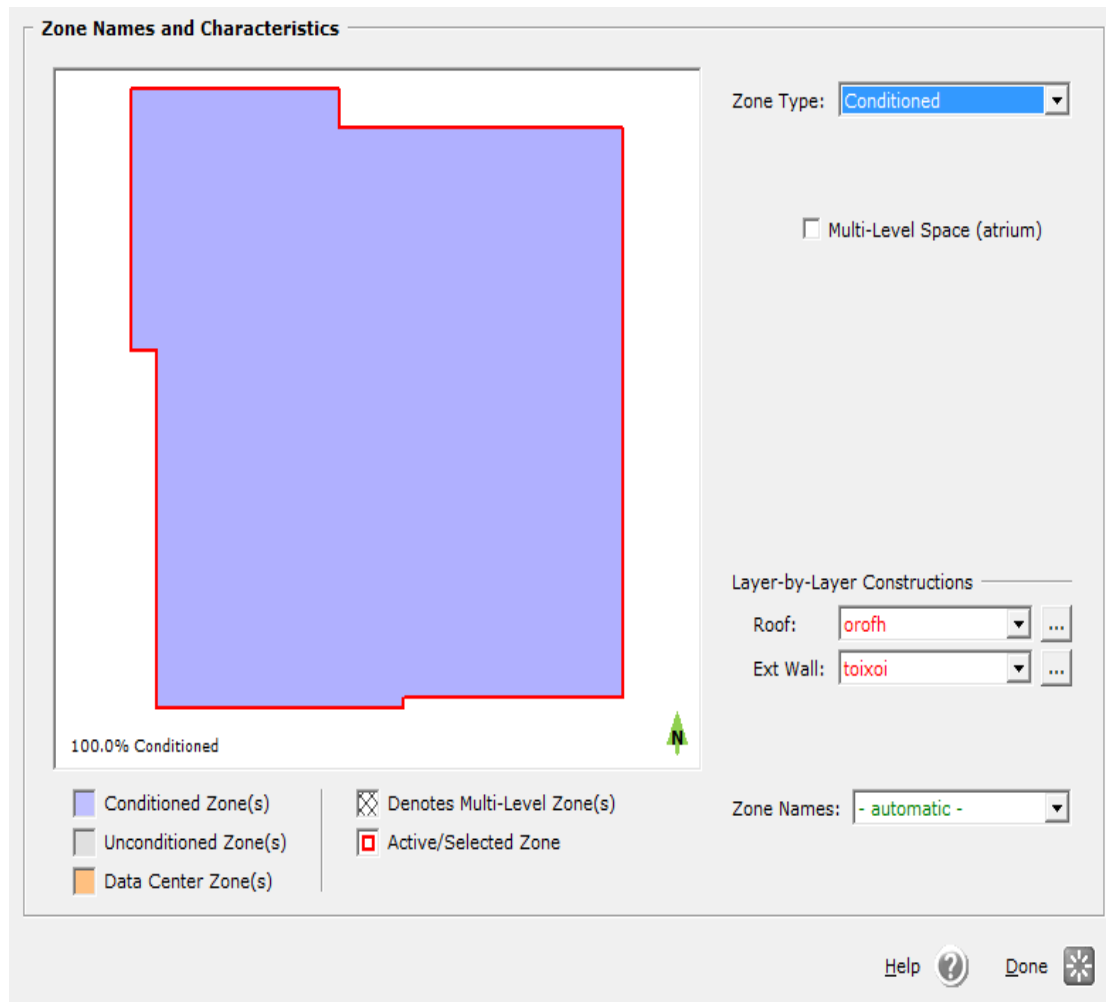 Zone Names and Characteristics
Zone Type: Conditioned
Multi-Level Space (atrium)
Layer-by-Layer Constructions
Roof: orofh ...
Ext Wall: toixoi ...
N
100.0% Conditioned
Conditioned Zone(s)
Unconditioned Zone(s)
Data Center Zone(s)
Denotes Multi-Level Zone(s)
Active/Selected Zone
Zone Names: - automatic -
Help ? Done